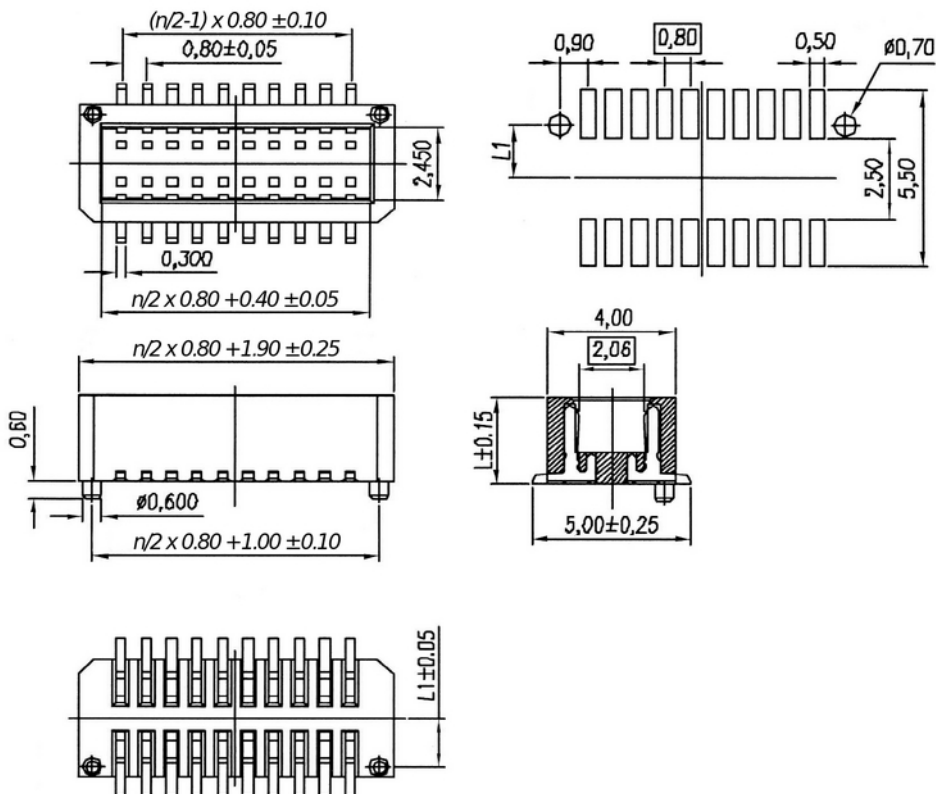 (n/2-1) x 0.80 ±0.10
0,80±0,05
2,450
0,300
n/2 x 0.80 +0.40 ±0.05
0,90
0,80
0,50
ø0,70
L1
2,50
5,50
n/2 x 0.80 +1.90 ±0.25
0,60
ø0,600
n/2 x 0.80 +1.00 ±0.10
4,00
2,06
L±0.15
5,00±0,25
L1±0.05